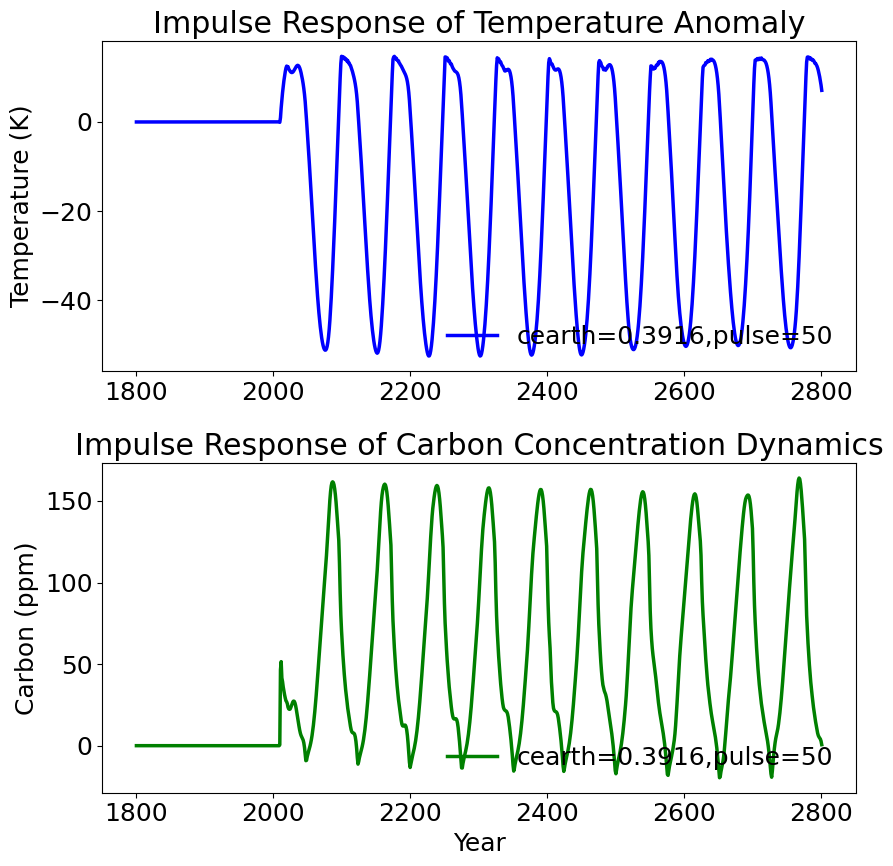 Impulse Response of Temperature Anomaly
Temperature (K)
0
−20
−40
cearth=0.3916,pulse=50
1800 2000 2200 2400 2600 2800
Impulse Response of Carbon Concentration Dynamics
Carbon (ppm)
150
100
50
0
cearth=0.3916,pulse=50
1800 2000 2200 2400 2600 2800
Year